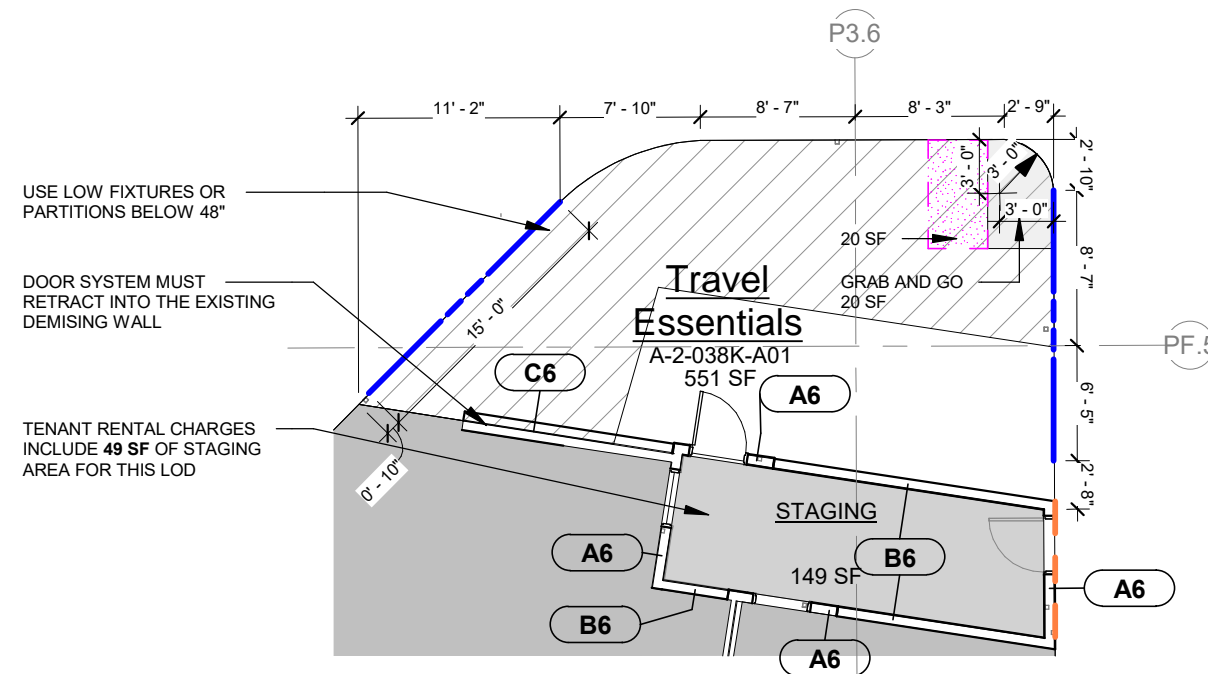 P3.6
11' - 2"
7' - 10"
8' - 7"
8' - 3"
2' - 9"
2' - 10"
3' - 0"
3' - 0"
3' - 0"
USE LOW FIXTURES OR
PARTITIONS BELOW 48"
20 SF
GRAB AND GO
20 SF
8' - 7"
DOOR SYSTEM MUST
RETRACT INTO THE EXISTING
DEMISING WALL
15' - 0"
Travel
Essentials
A-2-038K-A01
551 SF
PF.5
C6
A6
6' - 5"
TENANT RENTAL CHARGES
INCLUDE 49 SF OF STAGING
AREA FOR THIS LOD
0' - 10"
2' - 8"
STAGING
A6
B6
149 SF
A6
B6
A6